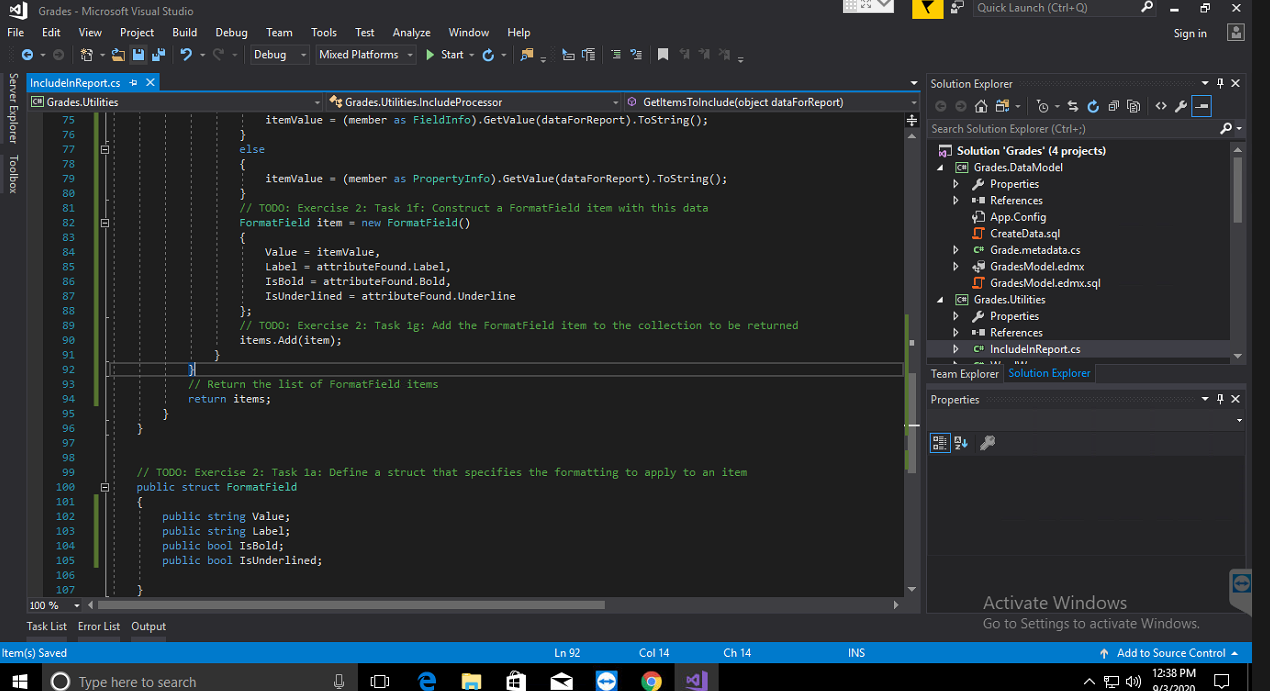 Grades - Microsoft Visual Studio
Quick Launch (Ctrl+Q)
File Edit View Project Build Debug Team Tools Test Analyze Window Help
Sign in
Debug Mixed Platforms Start
Server Explorer
Toolbox
IncludeInReport.cs
Grades.Utilities Grades.Utilities.IncludeProcessor GetItemsToInclude(object dataForReport)
75 itemValue = (member as FieldInfo).GetValue(dataForReport).ToString();
76 }
77 else
78 {
79 itemValue = (member as PropertyInfo).GetValue(dataForReport).ToString();
80 }
81 // TODO: Exercise 2: Task 1f: Construct a FormatField item with this data
82 FormatField item = new FormatField()
83 {
84 Value = itemValue,
85 Label = attributeFound.Label,
86 IsBold = attributeFound.Bold,
87 IsUnderlined = attributeFound.Underline
88 };
89 // TODO: Exercise 2: Task 1g: Add the FormatField item to the collection to be returned
90 items.Add(item);
91 }
92 }
93 // Return the list of FormatField items
94 return items;
95 }
96 }
97
98
99 // TODO: Exercise 2: Task 1a: Define a struct that specifies the formatting to apply to an item
100 public struct FormatField
101 {
102 public string Value;
103 public string Label;
104 public bool IsBold;
105 public bool IsUnderlined;
106
107 }
100 %
Solution Explorer
Search Solution Explorer (Ctrl+;)
Solution 'Grades' (4 projects)
C# Grades.DataModel
Properties
References
App.Config
CreateData.sql
C# Grade.metadata.cs
GradesModel.edmx
GradesModel.edmx.sql
C# Grades.Utilities
Properties
References
C# IncludeInReport.cs
Team Explorer Solution Explorer
Properties
Activate Windows
Go to Settings to activate Windows.
Task List Error List Output
Item(s) Saved Ln 92 Col 14 Ch 14 INS Add to Source Control
Type here to search
12:38 PM
9/3/2020